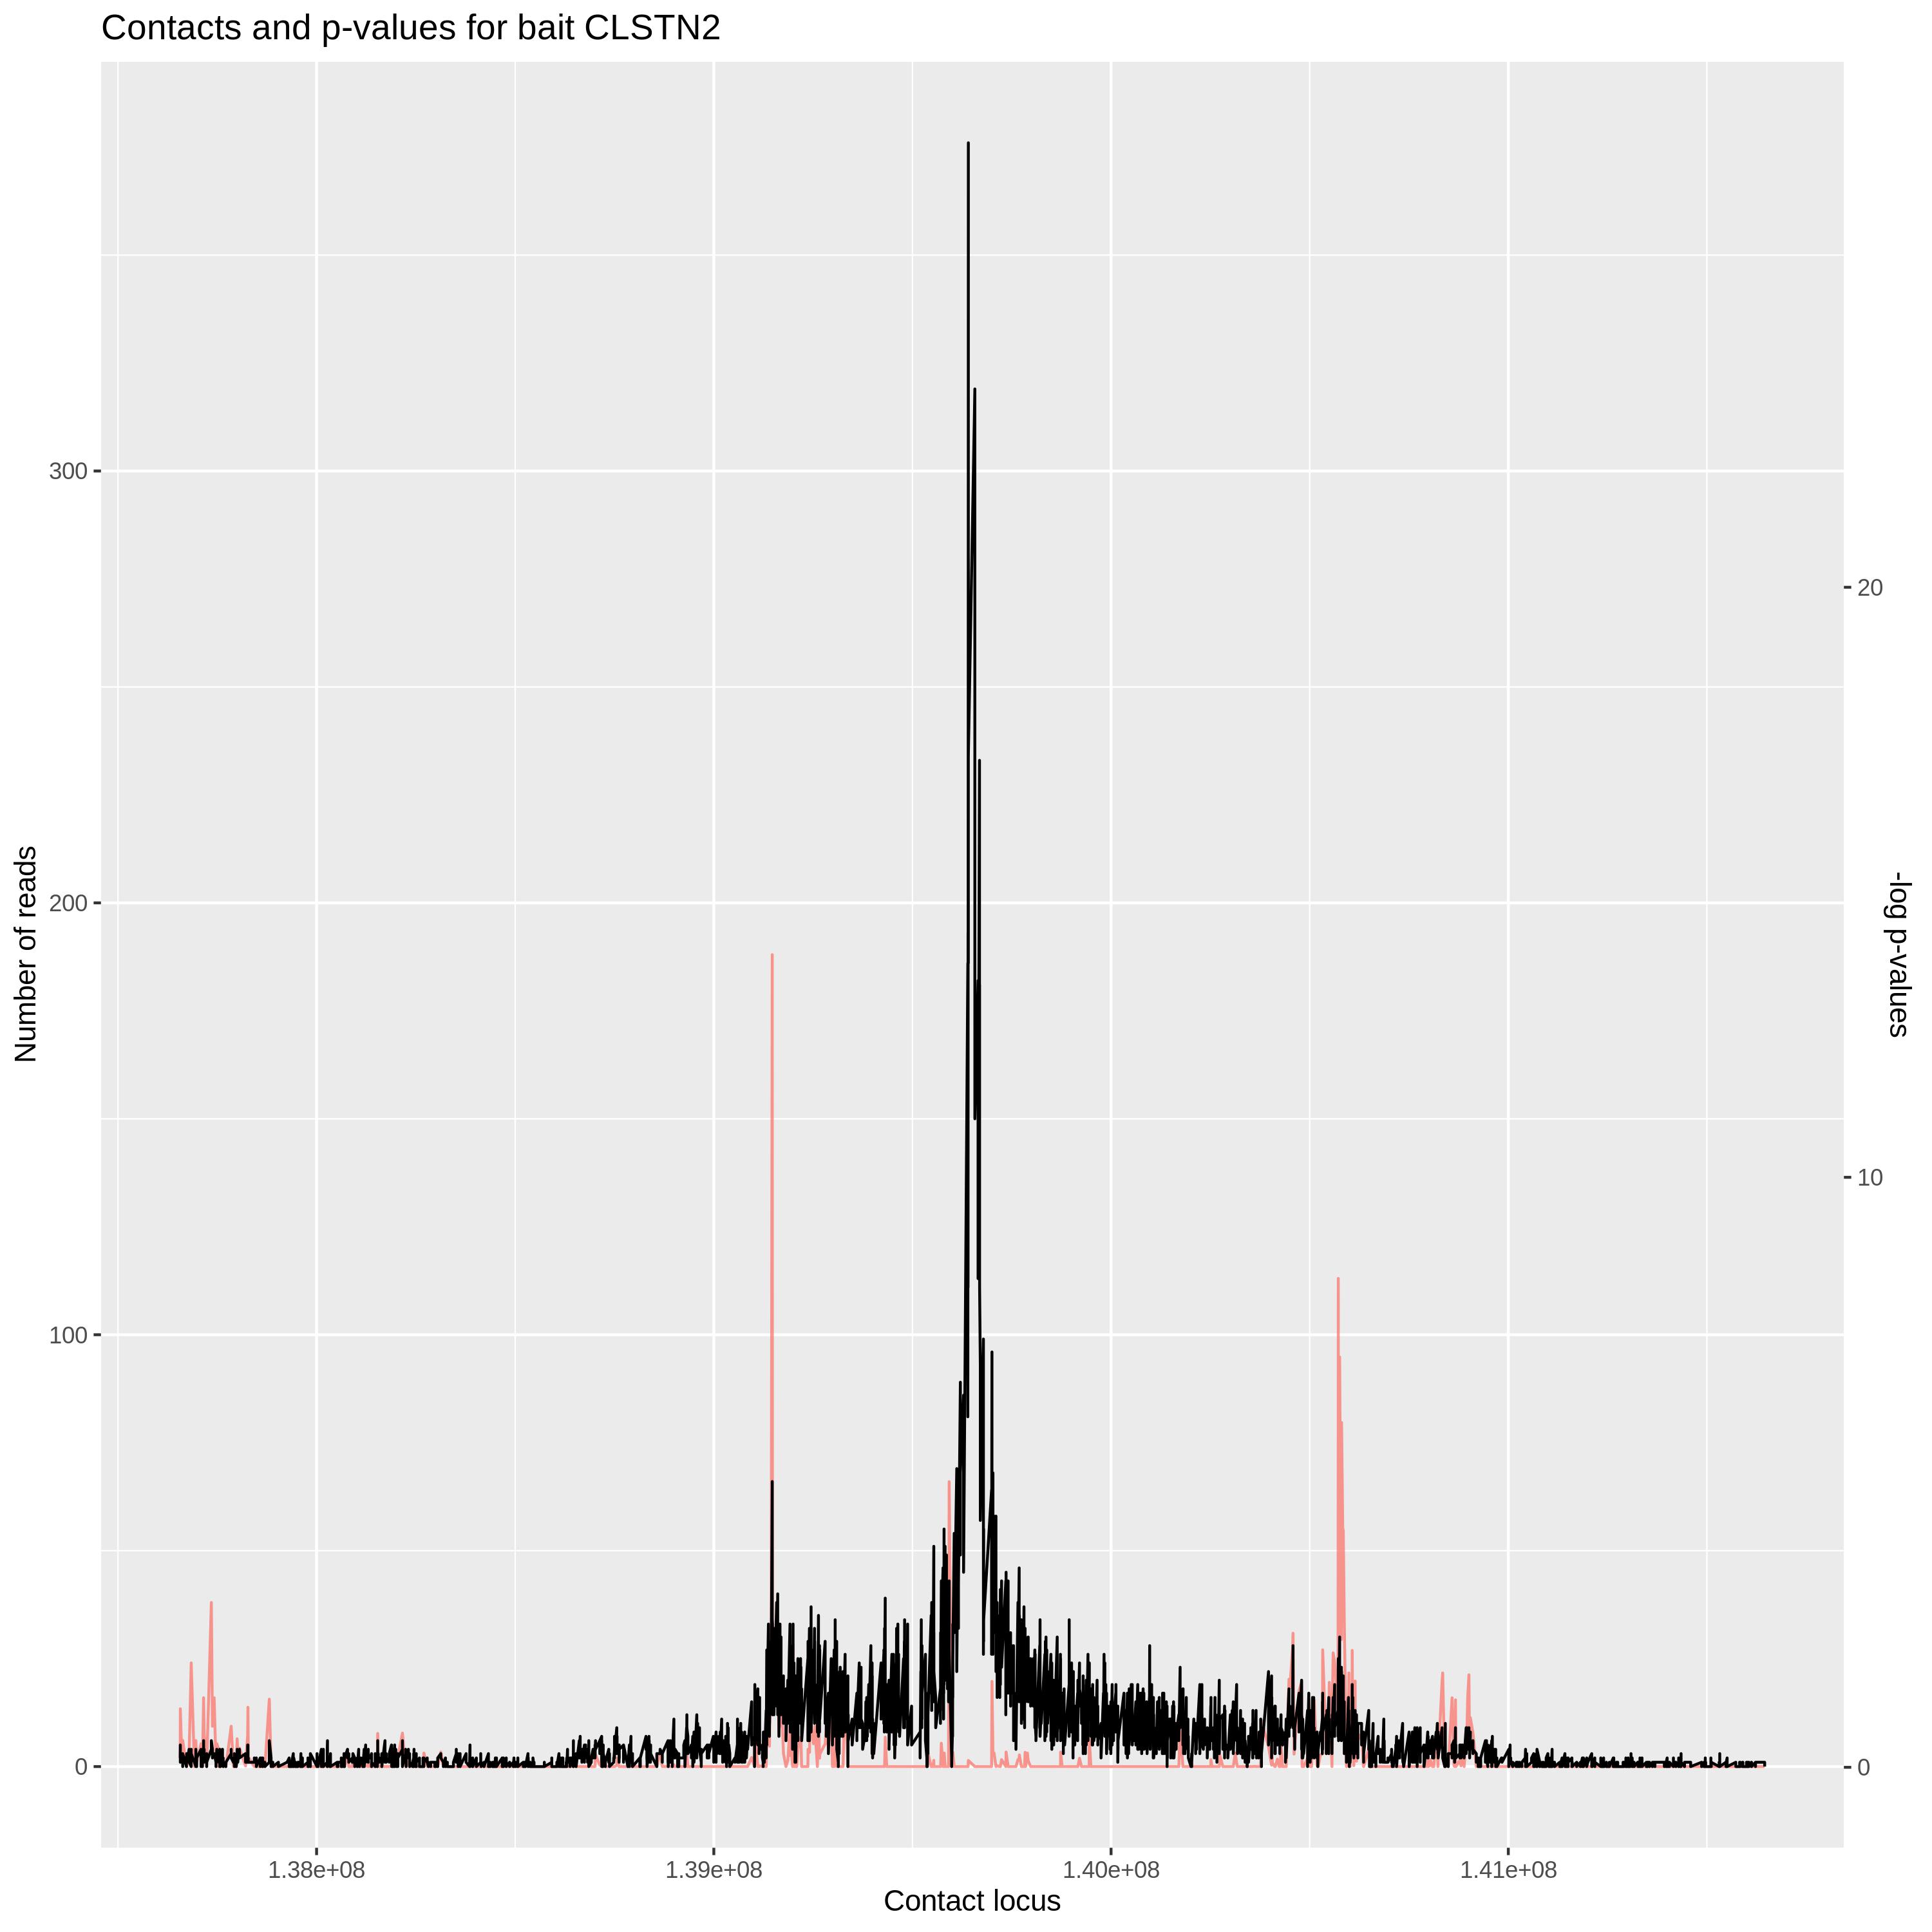 Contacts and p-values for bait CLSTN2
Number of reads
300
200
100
0
20
10
0
-log p-values
1.38e+08
1.39e+08
1.40e+08
1.41e+08
Contact locus